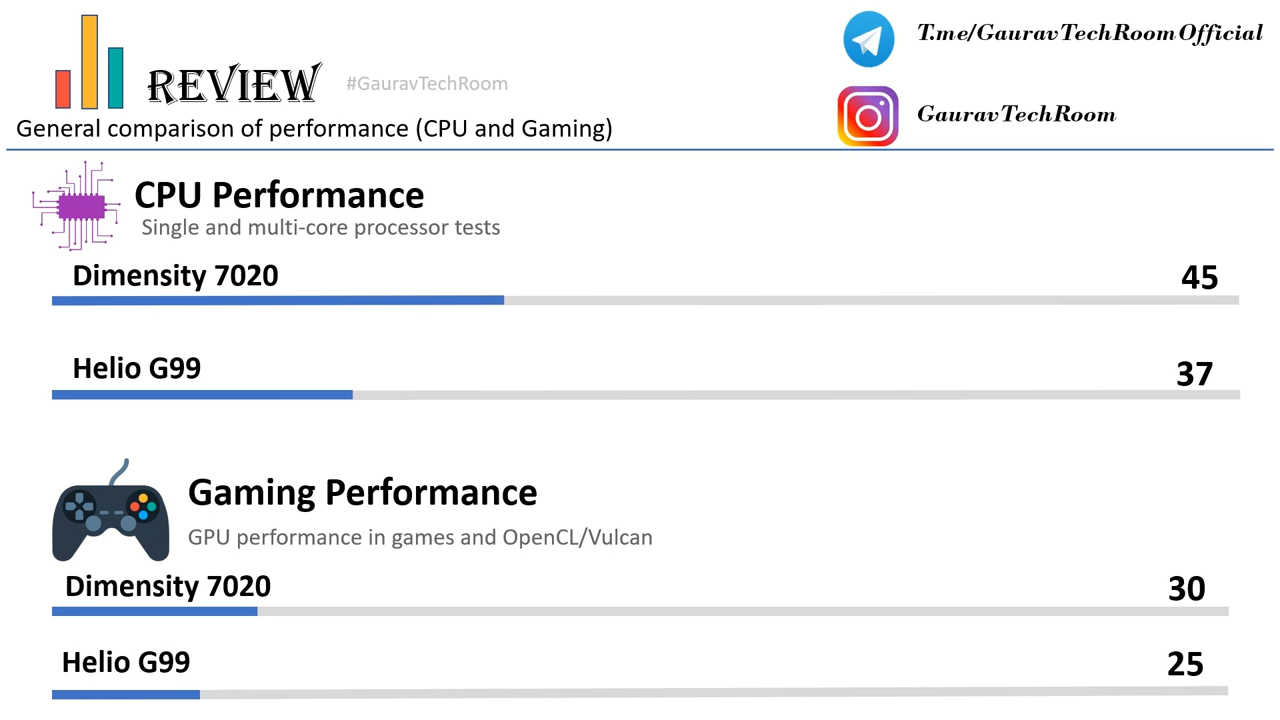 REVIEW #GauravTechRoom
General comparison of performance (CPU and Gaming)
T.me/GauravTechRoomOfficial
GauravTechRoom
CPU Performance
Single and multi-core processor tests
Dimensity 7020 45
Helio G99 37
Gaming Performance
GPU performance in games and OpenCL/Vulcan
Dimensity 7020 30
Helio G99 25